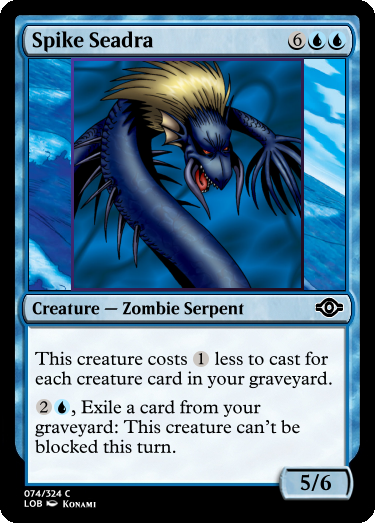 Spike Seadra 6
Creature — Zombie Serpent
This creature costs 1 less to cast for
each creature card in your graveyard.
2, Exile a card from your
graveyard: This creature can't be
blocked this turn.
5/6
074/324 C
LOB Konami